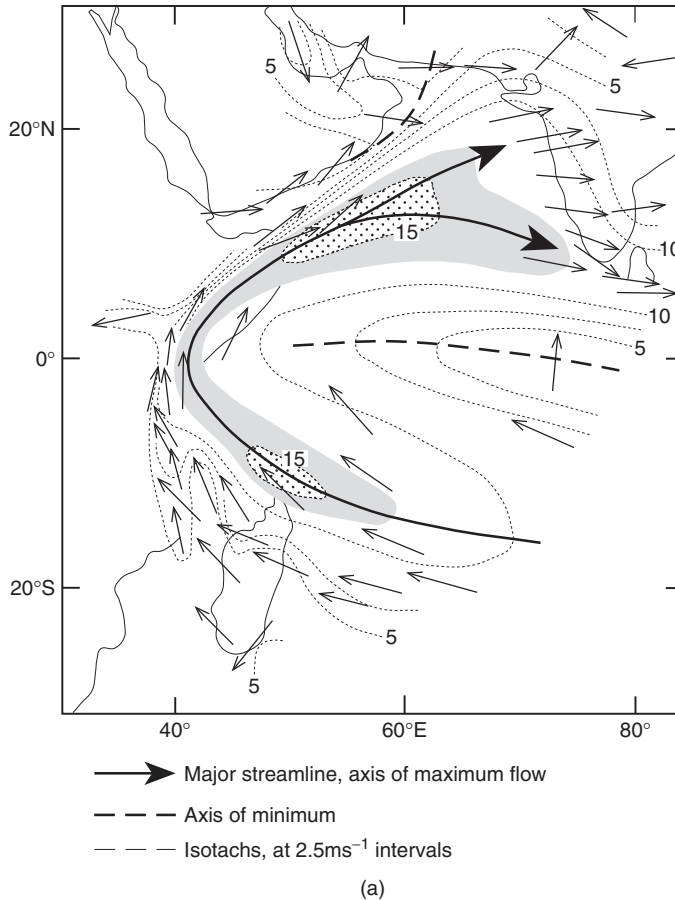 5
5
20°N
15
10
10
0°
5
15
20°S
5
5
40°
60°E
80°
Major streamline, axis of maximum flow
Axis of minimum
Isotachs, at 2.5ms⁻¹ intervals
(a)